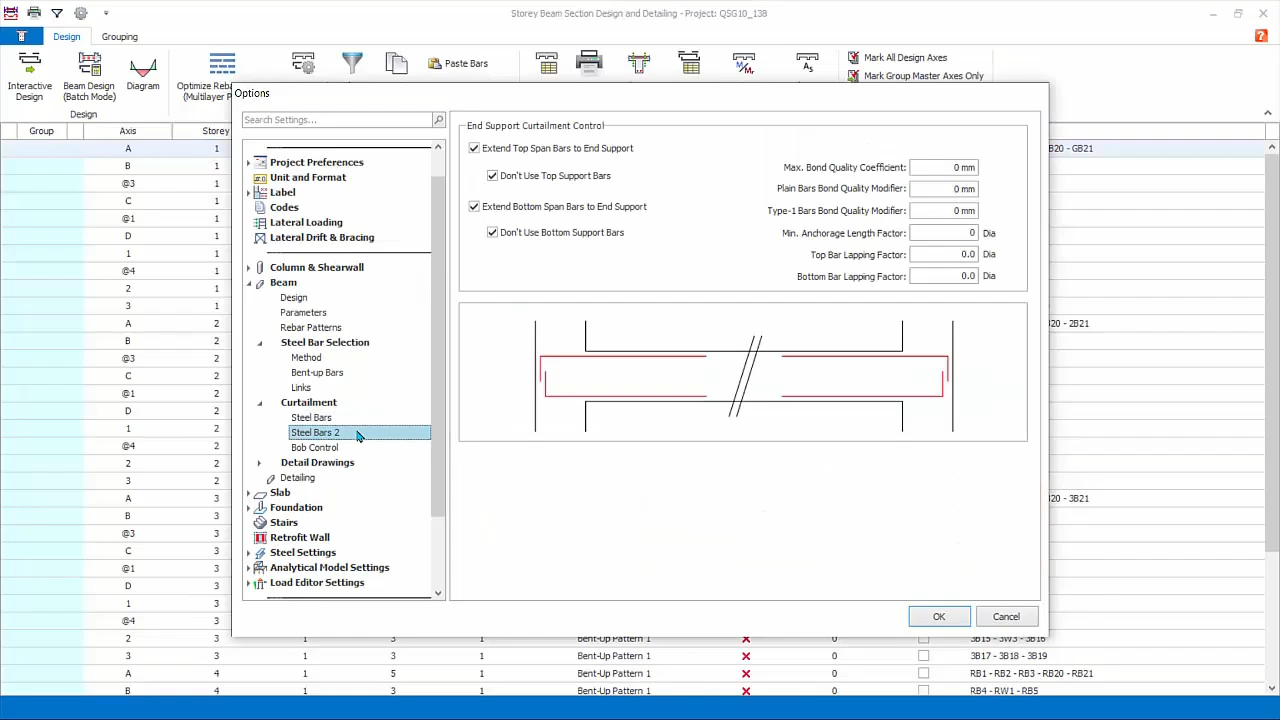 Storey Beam Section Design and Detailing - Project: QSG10_138
Design Grouping
Interactive Design
Beam Design (Batch Mode)
Diagram
Optimize Reba
(Multilayer P
Paste Bars
Mark All Design Axes
Mark Group Master Axes Only
Design
Group Axis Storey
A 1 B20 - GB21
B 1
@3 1
C 1
@1 1
D 1
1 1
@4 1
2 1
3 1
A 2 B20 - 2B21
B 2
@3 2
C 2
@1 2
D 2
1 2
@4 2
2 2
3 2
A 3 B20 - 3B21
B 3
@3 3
C 3
@1 3
D 3
1 3
@4 3
2 3 1 3 1 Bent-Up Pattern 1 0 3B15 - 3W3 - 3B16
3 3 1 3 1 Bent-Up Pattern 1 0 3B17 - 3B18 - 3B19
A 4 1 5 1 Bent-Up Pattern 1 0 RB1 - RB2 - RB3 - RB20 - RB21
B 4 1 3 1 Bent-Up Pattern 1 0 RB4 - RW1 - RB5
Options
Search Settings...
Project Preferences
Unit and Format
Label
Codes
Lateral Loading
Lateral Drift & Bracing
Column & Shearwall
Beam
Design
Parameters
Rebar Patterns
Steel Bar Selection
Method
Bent-up Bars
Links
Curtailment
Steel Bars
Steel Bars 2
Bob Control
Detail Drawings
Detailing
Slab
Foundation
Stairs
Retrofit Wall
Steel Settings
Analytical Model Settings
Load Editor Settings
End Support Curtailment Control
Extend Top Span Bars to End Support
Don't Use Top Support Bars
Extend Bottom Span Bars to End Support
Don't Use Bottom Support Bars
Max. Bond Quality Coefficient: 0 mm
Plain Bars Bond Quality Modifier: 0 mm
Type-1 Bars Bond Quality Modifier: 0 mm
Min. Anchorage Length Factor: 0 Dia
Top Bar Lapping Factor: 0.0 Dia
Bottom Bar Lapping Factor: 0.0 Dia
OK Cancel